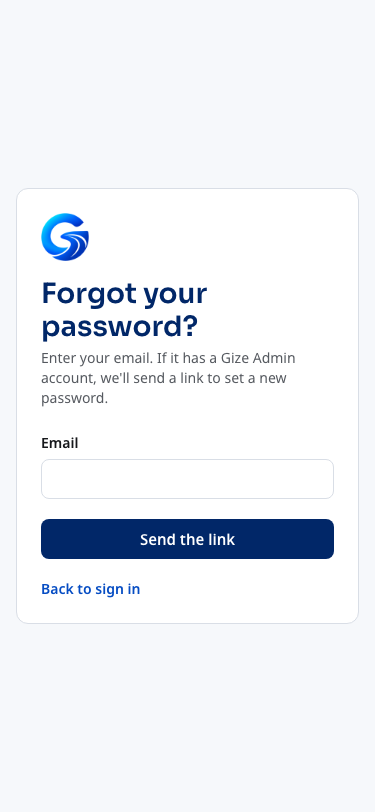 Forgot your
password?
Enter your email. If it has a Gize Admin
account, we'll send a link to set a new
password.
Email
Send the link
Back to sign in